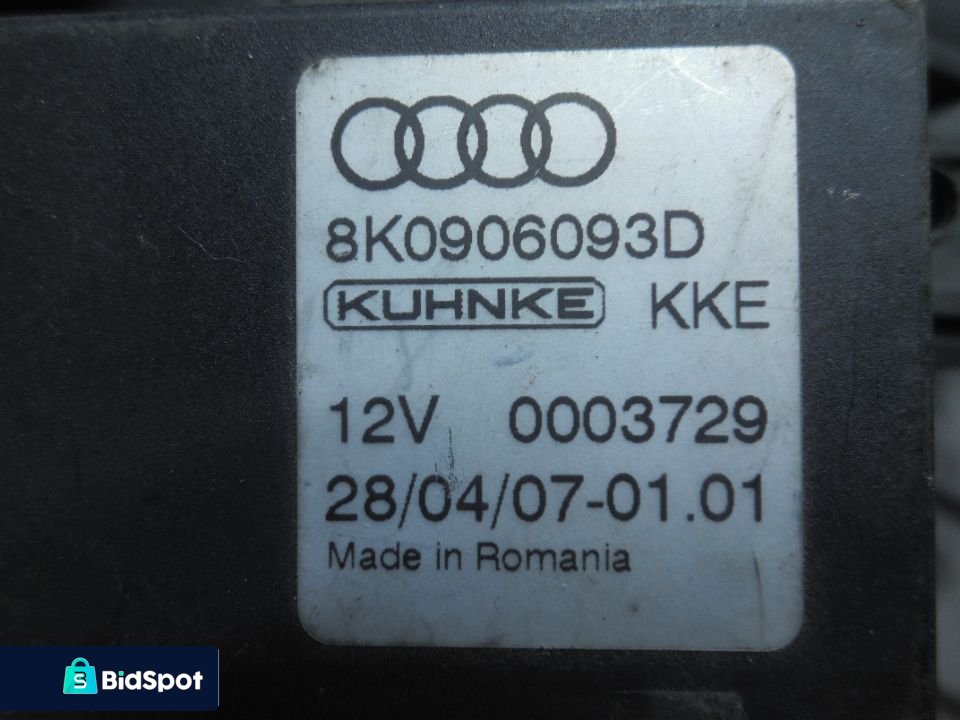 8K0906093D
KUHNKE KKE
12V 0003729
28/04/07-01.01
Made in Romania
S BidSpot